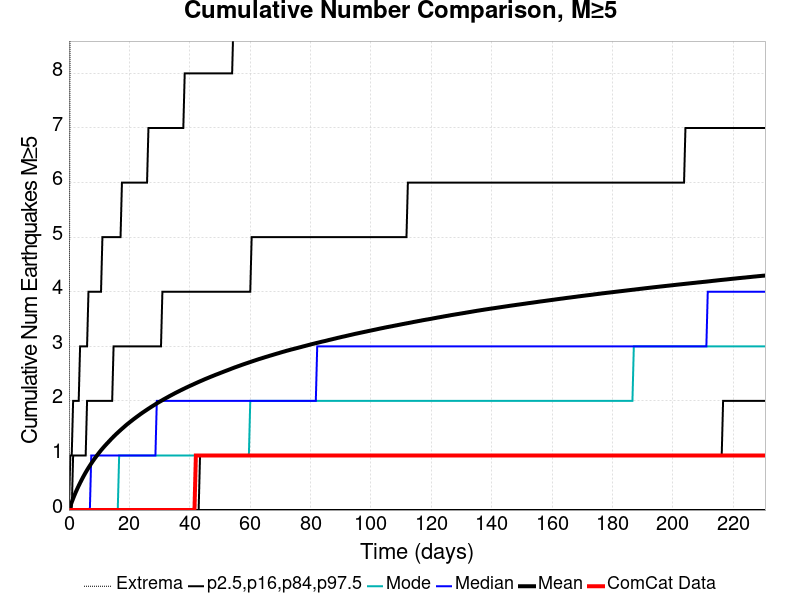 Cumulative Number Comparison, M≥5
Cumulative Num Earthquakes M≥5
8
7
6
5
4
3
2
1
0
0 20 40 60 80 100 120 140 160 180 200 220
Time (days)
Extrema p2.5,p16,p84,p97.5 Mode Median Mean ComCat Data